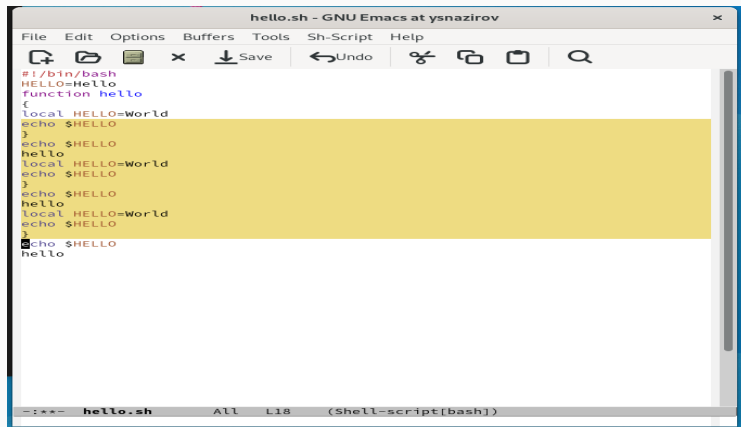 hello.sh - GNU Emacs at ysnazirov ×
File Edit Options Buffers Tools Sh-Script Help
Save Undo
#!/bin/bash
HELLO=Hello
function hello
{
local HELLO=World
echo $HELLO
}
echo $HELLO
hello
local HELLO=World
echo $HELLO
}
echo $HELLO
hello
local HELLO=World
echo $HELLO
}
echo $HELLO
hello
-:**- hello.sh All L18 (Shell-script[bash])